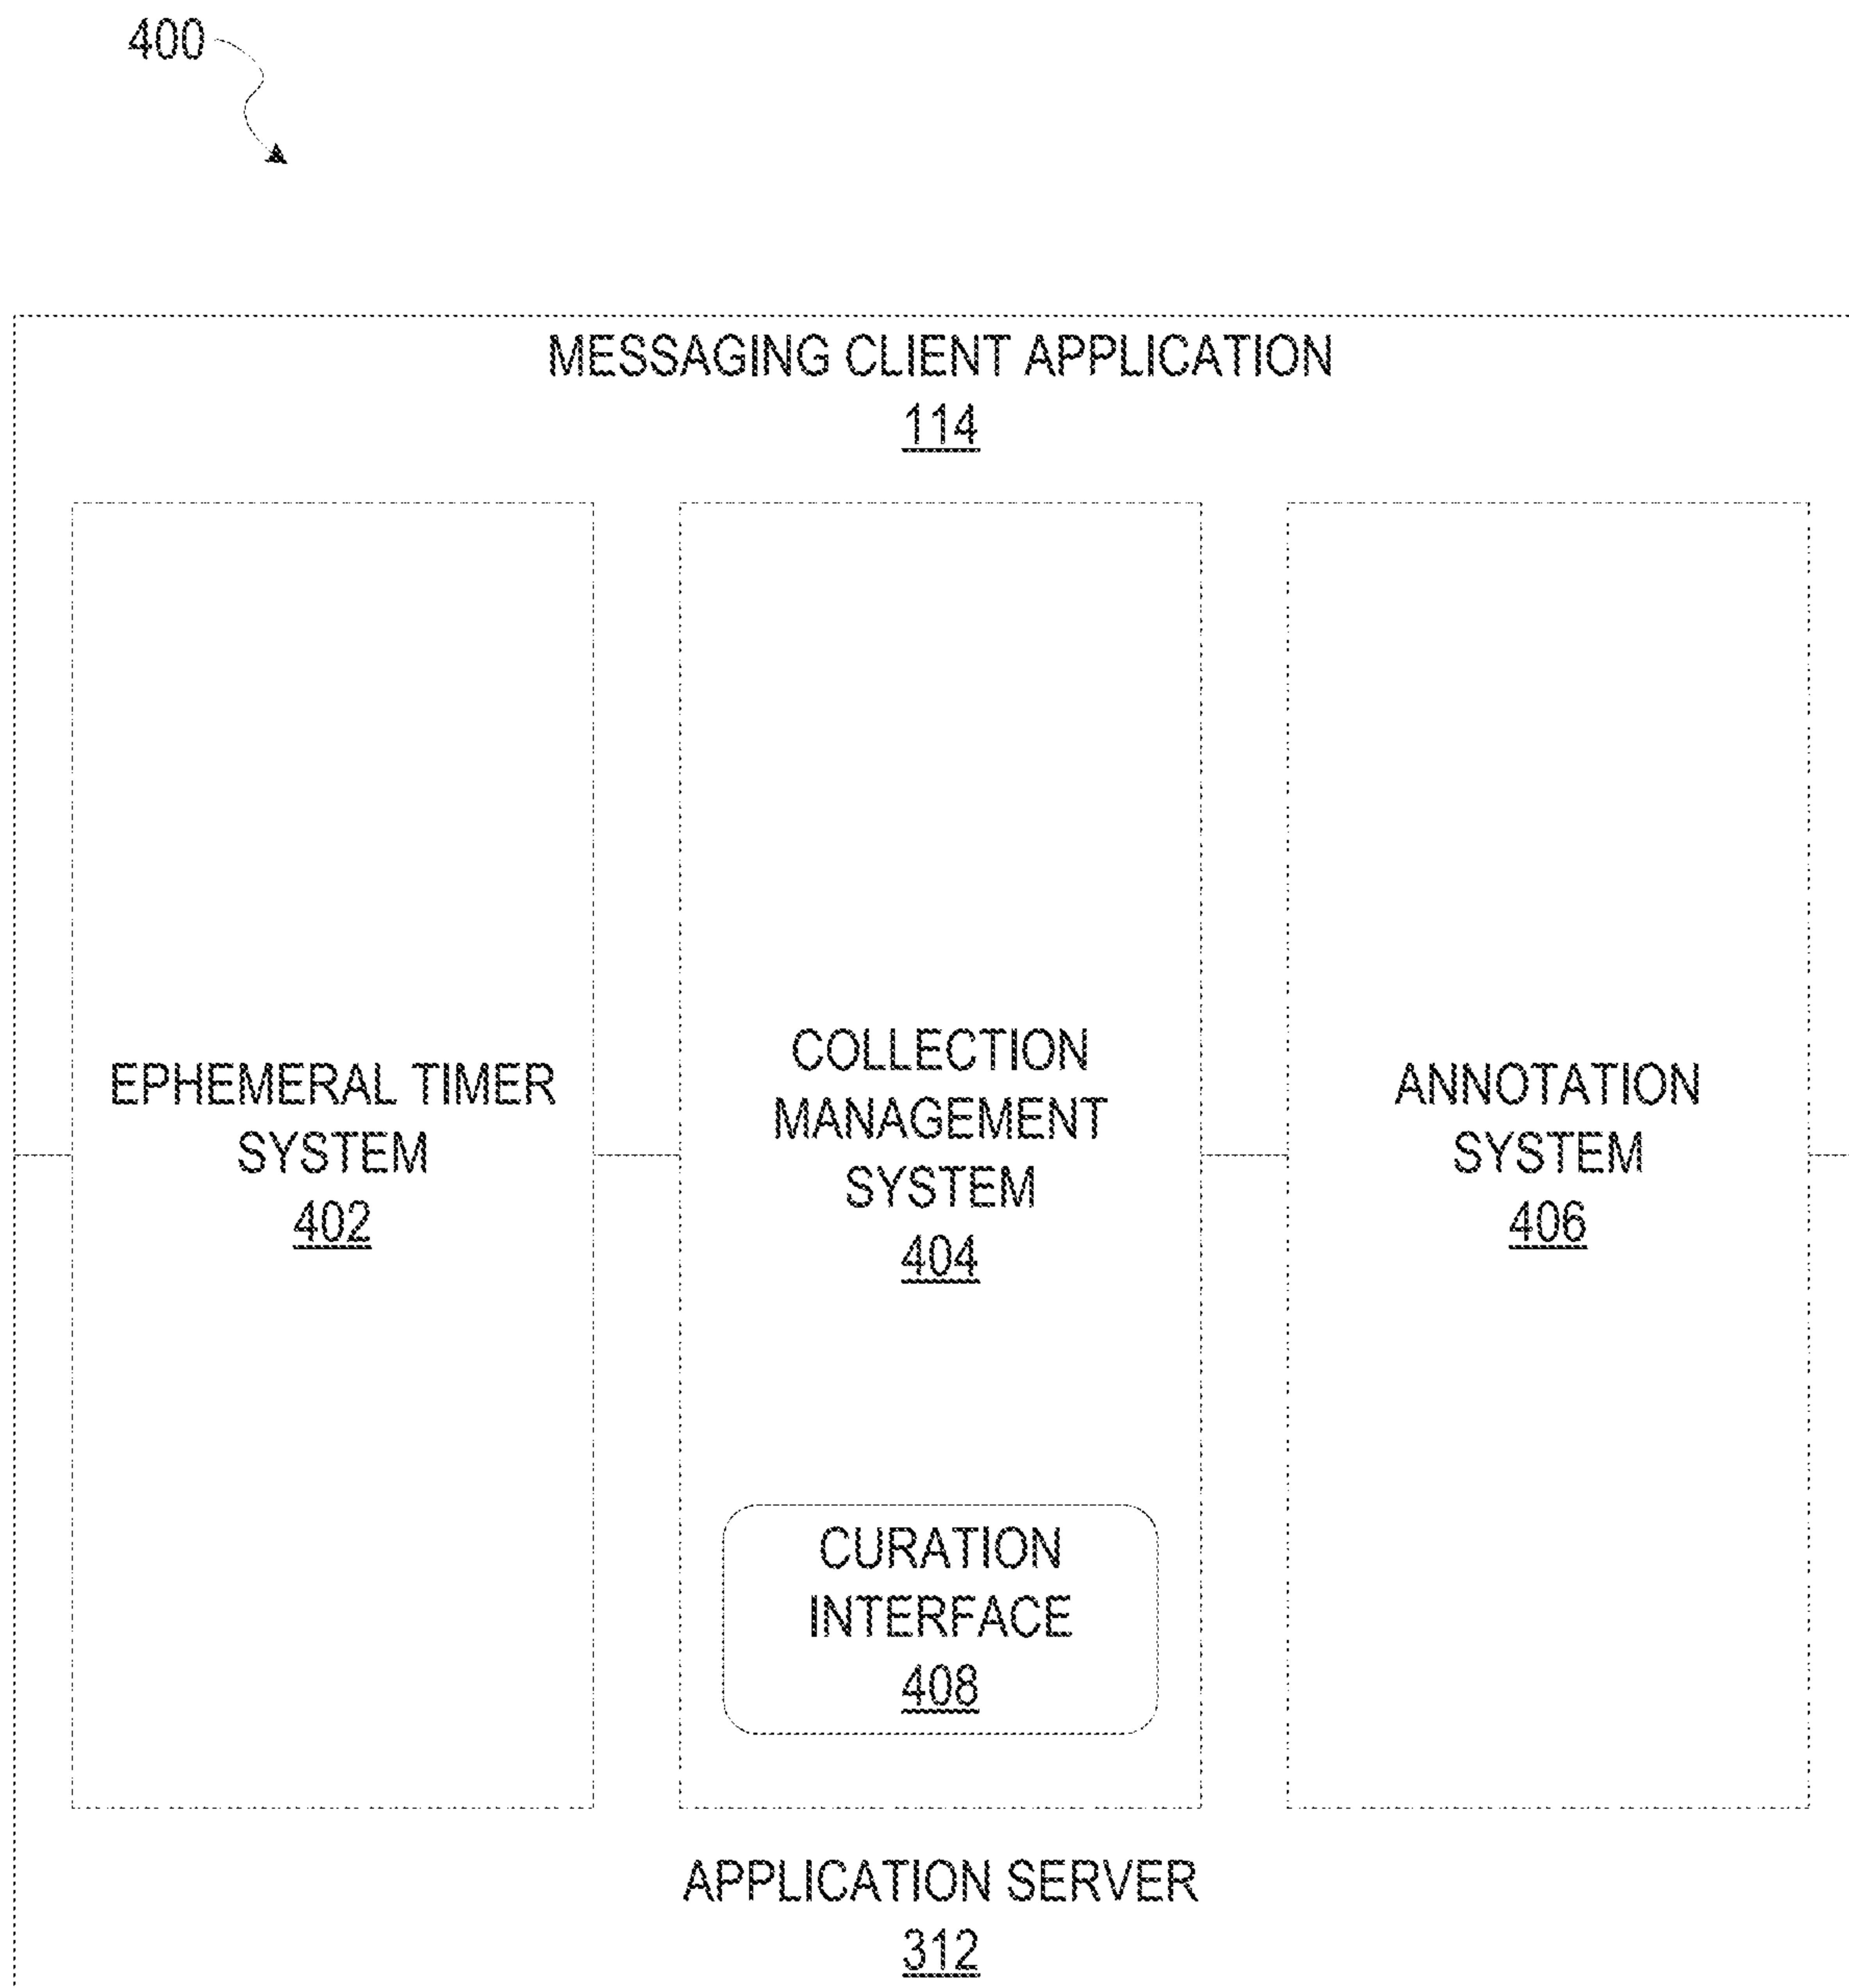 400
MESSAGING CLIENT APPLICATION
114
EPHEMERAL TIMER
SYSTEM
402
COLLECTION
MANAGEMENT
SYSTEM
404
ANNOTATION
SYSTEM
406
CURATION
INTERFACE
408
APPLICATION SERVER
312